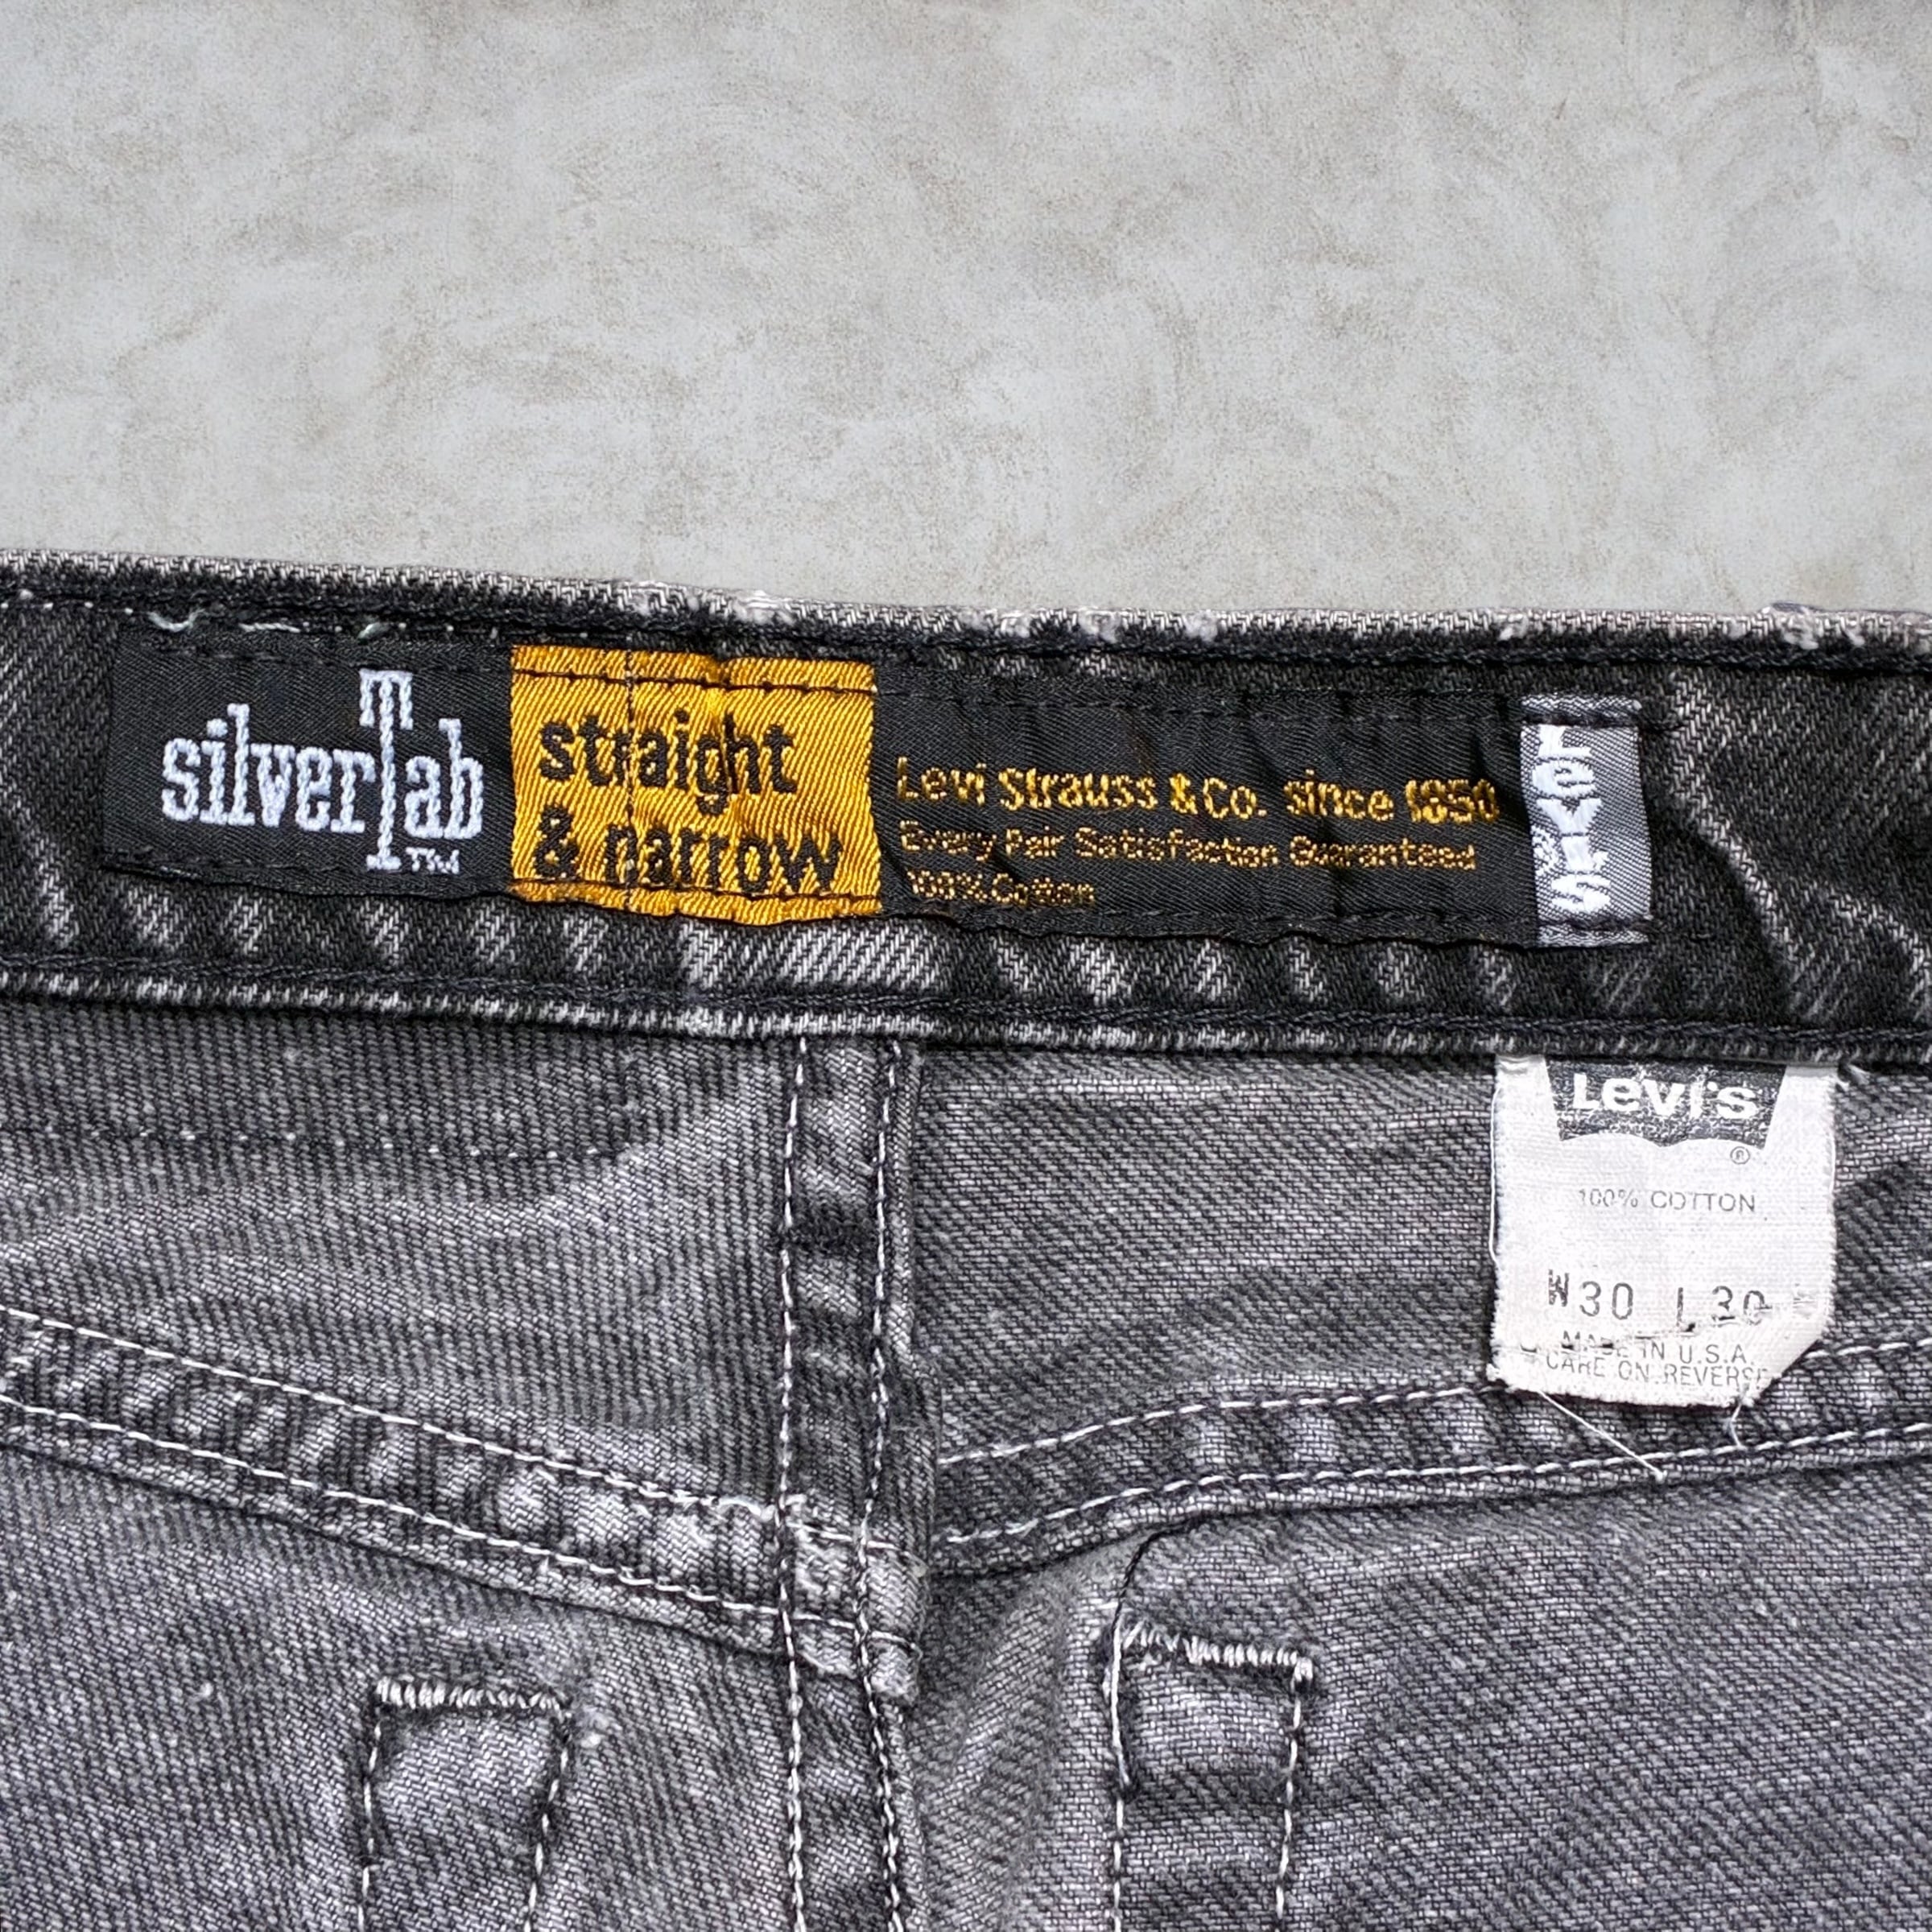 silverTab
TM
straight
& narrow
Levi Strauss & Co. since 1850
Every Pair Satisfaction Guaranteed
100% Cotton
LEVI'S
®
LEVI'S
®
100% COTTON
W30 L30
MADE IN U.S.A.
CARE ON REVERSE